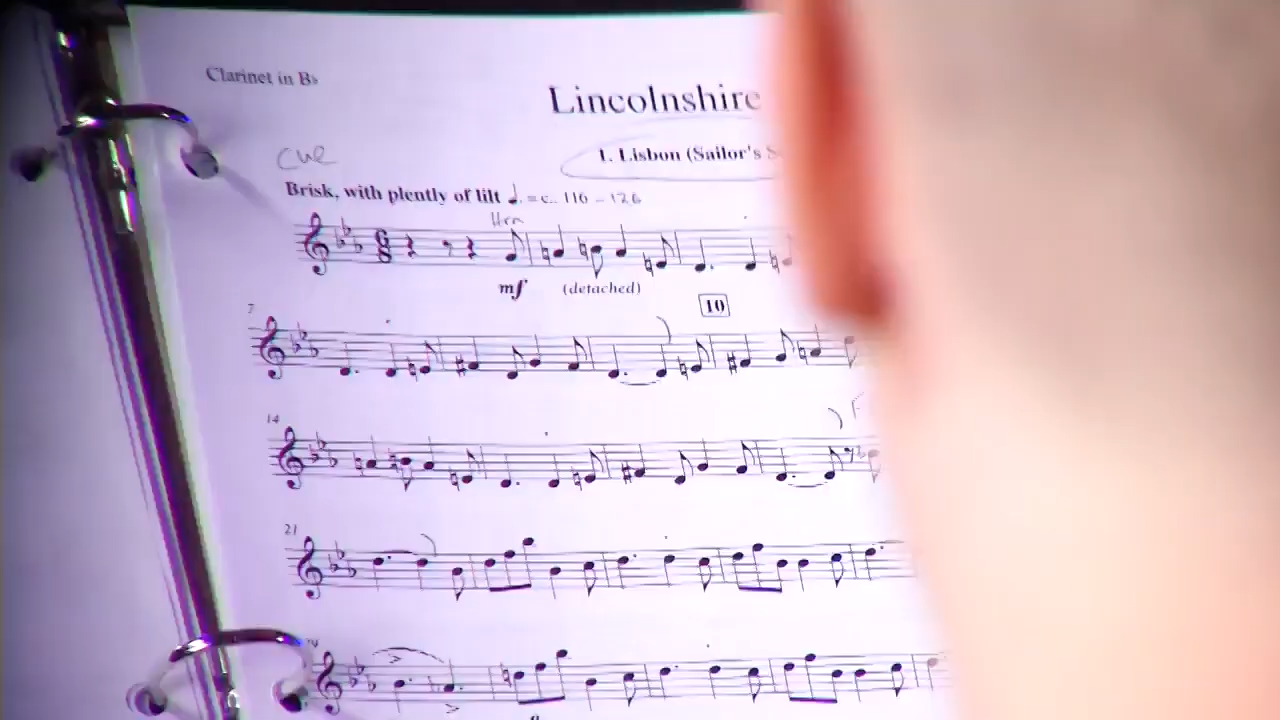 Clarinet in B♭
Lincolnshire
cue
1. Lisbon (Sailor's
Brisk, with plently of lilt ♩. = c. 116 - 126
Hrn
mf (detached)
7
10
14
21